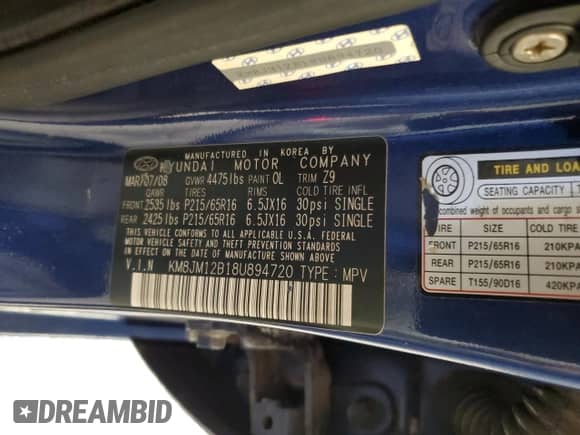 MANUFACTURED IN KOREA BY
HYUNDAI MOTOR COMPANY
MAR/07/08 GVWR 4475lbs PAINT OL TRIM Z9
GAWR TIRES RIMS COLD TIRE INFL
FRONT 2535 lbs P215/65R16 6.5JX16 30psi SINGLE
REAR 2425 lbs P215/65R16 6.5JX16 30psi SINGLE
THIS VEHICLE CONFORMS TO ALL APPLICABLE FEDERAL
MOTOR VEHICLE SAFETY STANDARDS
IN EFFECT ON THE DATE OF MANUFACTURE SHOWN ABOVE.
V.I.N KM8JM12B18U894720 TYPE: MPV
TIRE AND LOA
SEATING CAPACITY
combined weight of occupants and cargo
TIRE SIZE COLD TIRE
FRONT P215/65R16 210KPA
REAR P215/65R16 210KPA
SPARE T155/90D16 420KPA
DREAMBID